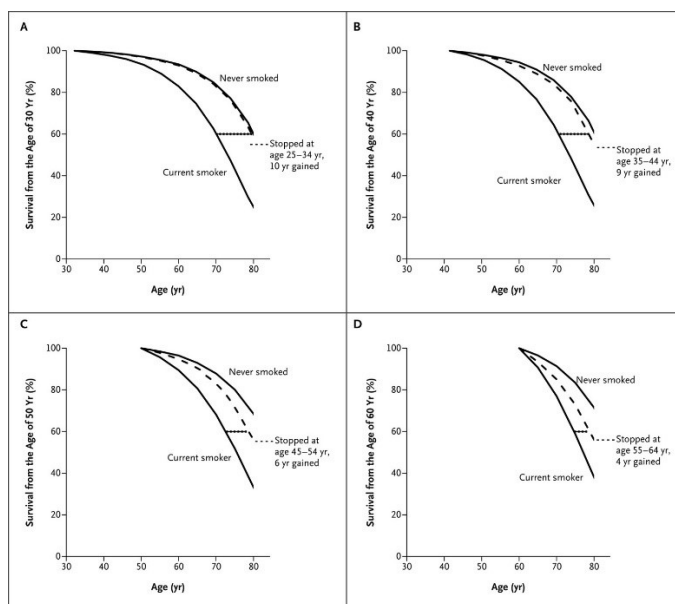 A
Survival from the Age of 30 Yr (%)
100
80
60
40
20
0
30 40 50 60 70 80
Age (yr)
Never smoked
Current smoker
Stopped at
age 25–34 yr,
10 yr gained
B
Survival from the Age of 40 Yr (%)
100
80
60
40
20
0
30 40 50 60 70 80
Age (yr)
Never smoked
Current smoker
Stopped at
age 35–44 yr,
9 yr gained
C
Survival from the Age of 50 Yr (%)
100
80
60
40
20
0
30 40 50 60 70 80
Age (yr)
Never smoked
Current smoker
Stopped at
age 45–54 yr,
6 yr gained
D
Survival from the Age of 60 Yr (%)
100
80
60
40
20
0
30 40 50 60 70 80
Age (yr)
Never smoked
Current smoker
Stopped at
age 55–64 yr,
4 yr gained